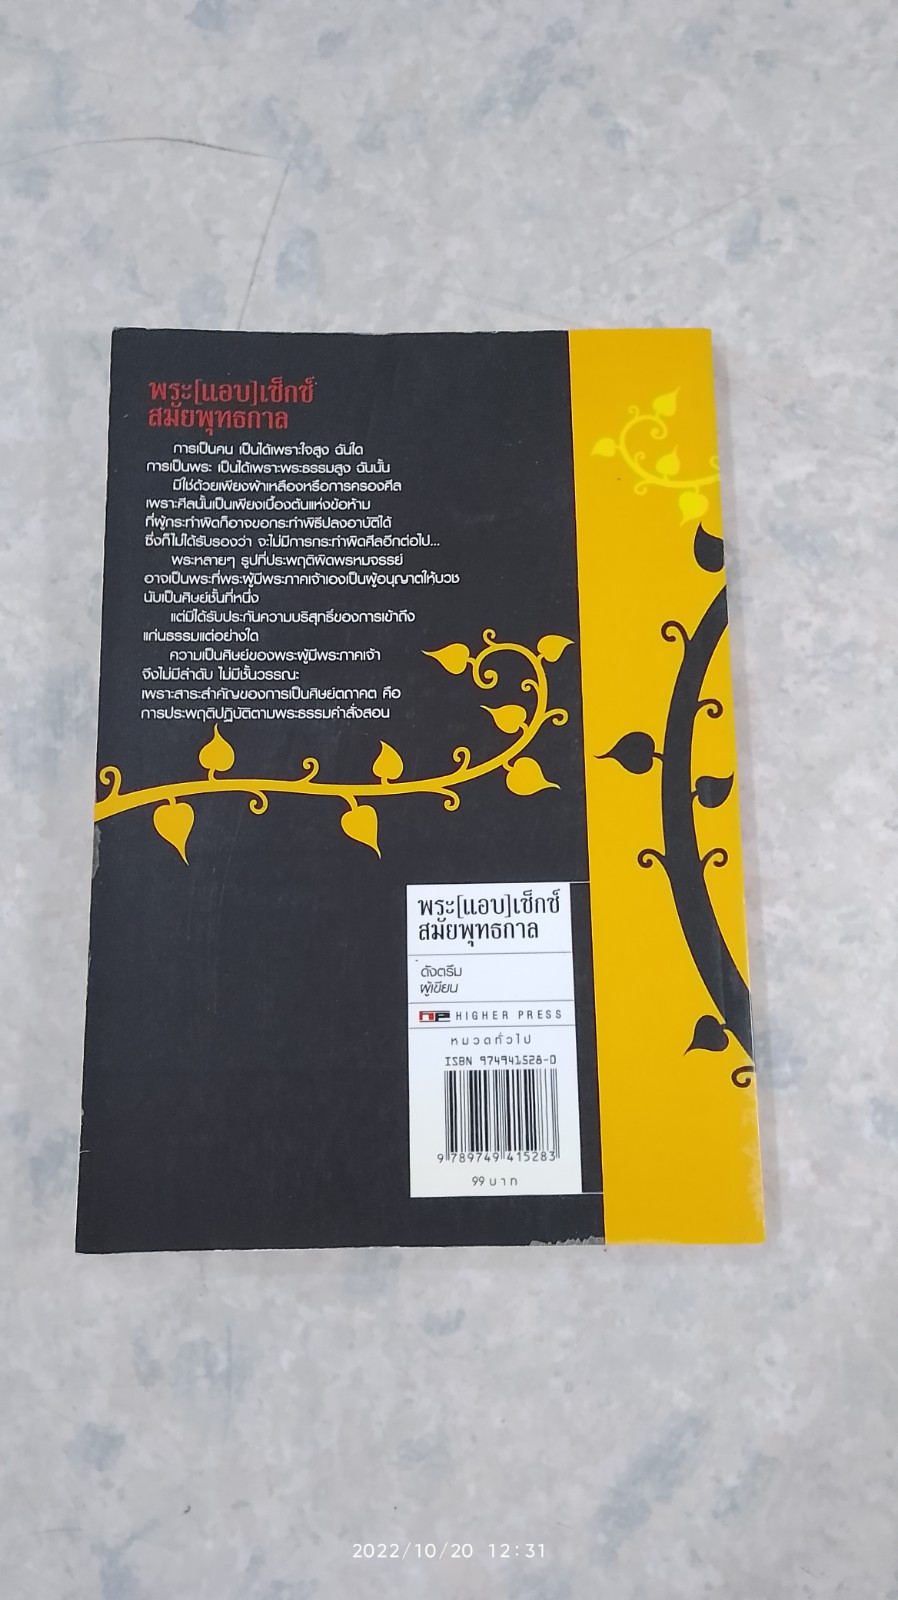 พระ[แอบ]เซ็กซ์
สมัยพุทธกาล
การเป็นคน เป็นได้เพราะใจสูง ฉันใด
การเป็นพระ เป็นได้เพราะพระธรรมสูง ฉันนั้น
มิใช่ด้วยเพียงผ้าเหลืองหรือการครองศีล
เพราะศีลนั้นเป็นเพียงเบื้องต้นแห่งข้อห้าม
ที่ผู้กระทำผิดก็อาจขอกระทำพิธีปลงอาบัติได้
ซึ่งก็ไม่ได้รับรองว่า จะไม่มีการกระทำผิดศีลอีกต่อไป...
พระหลายๆ รูปที่ประพฤติผิดพรหมจรรย์
อาจเป็นพระที่พระผู้มีพระภาคเจ้าเองเป็นผู้อนุญาตให้บวช
นับเป็นศิษย์ชั้นที่หนึ่ง
แต่มิได้รับประกันความบริสุทธิ์ของการเข้าถึง
แก่นธรรมแต่อย่างใด
ความเป็นศิษย์ของพระผู้มีพระภาคเจ้า
จึงไม่มีลำดับ ไม่มีชั้นวรรณะ
เพราะสาระสำคัญของการเป็นศิษย์ตถาคต คือ
การประพฤติปฏิบัติตามพระธรรมคำสั่งสอน
พระ[แอบ]เซ็กซ์
สมัยพุทธกาล
ดังตริม
ผู้เขียน
HIGHER PRESS
หมวดทั่วไป
ISBN 974941528-0
9 789749 415283
99 บาท
2022/10/20 12:31